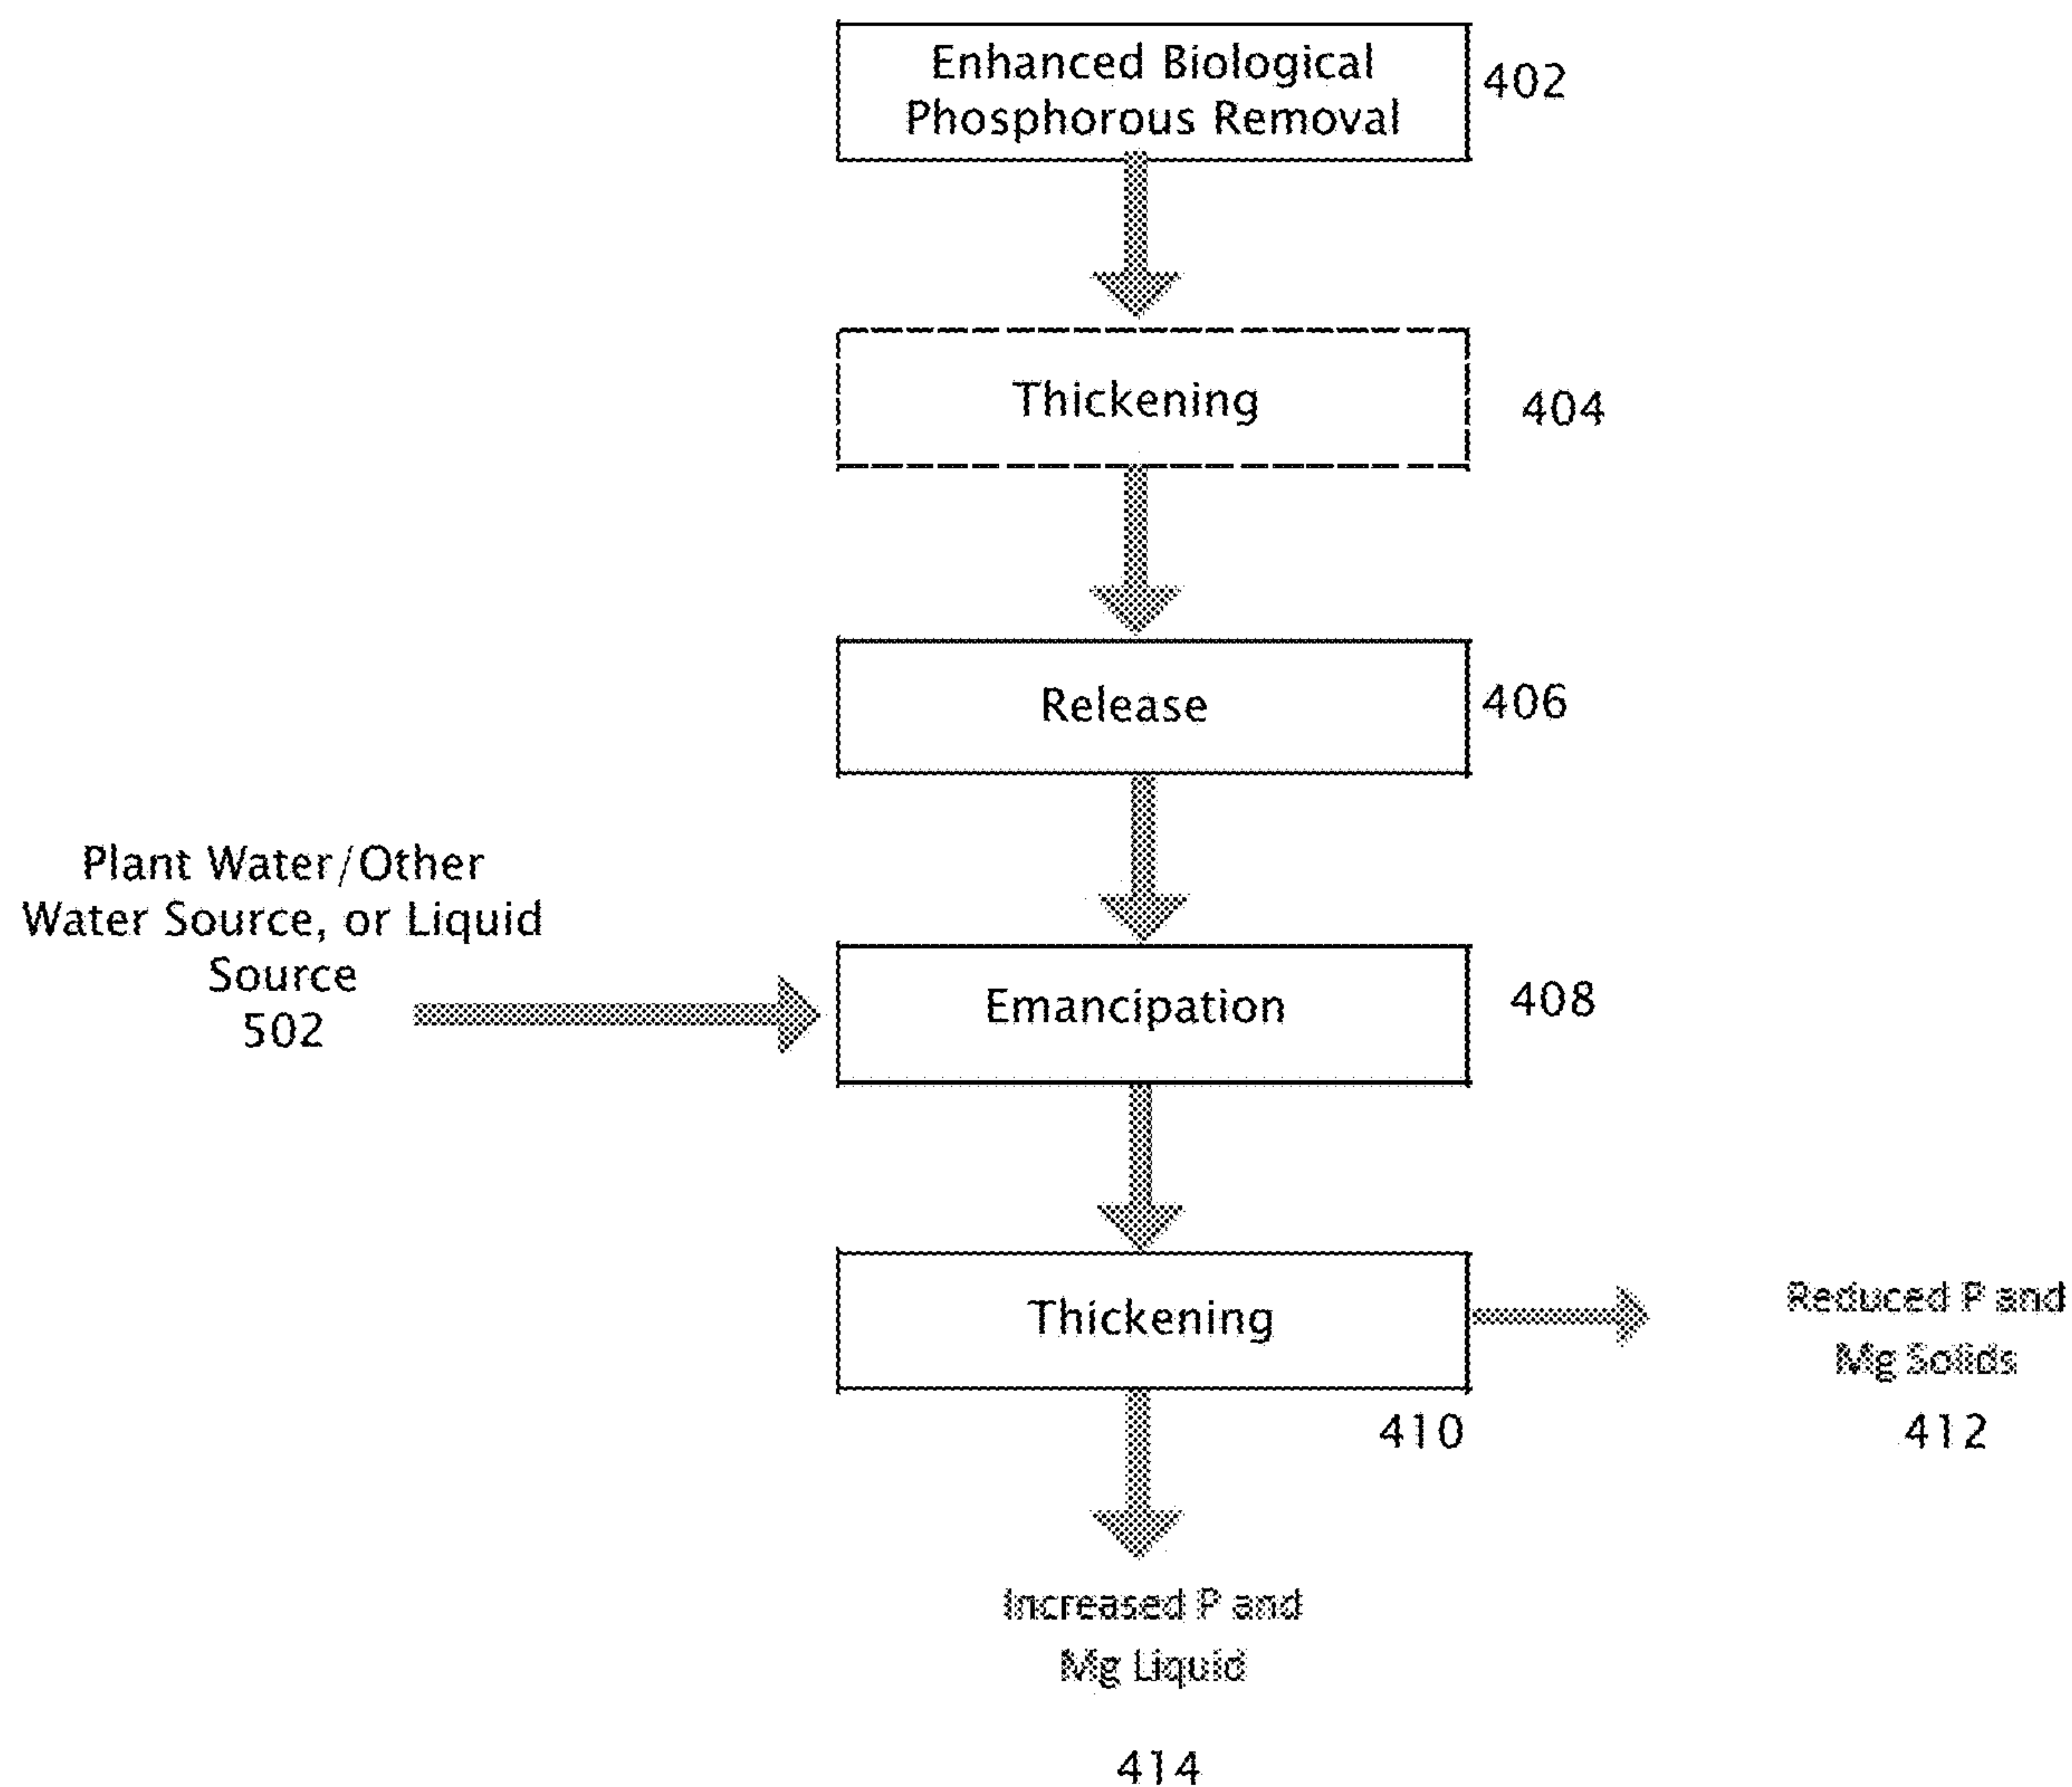 Enhanced Biological
Phosphorous Removal
402
Thickening
404
Release
406
Plant Water/Other
Water Source, or Liquid
Source
502
Emancipation
408
Thickening
410
Reduced P and
Mg Solids
412
Increased P and
Mg Liquid
414